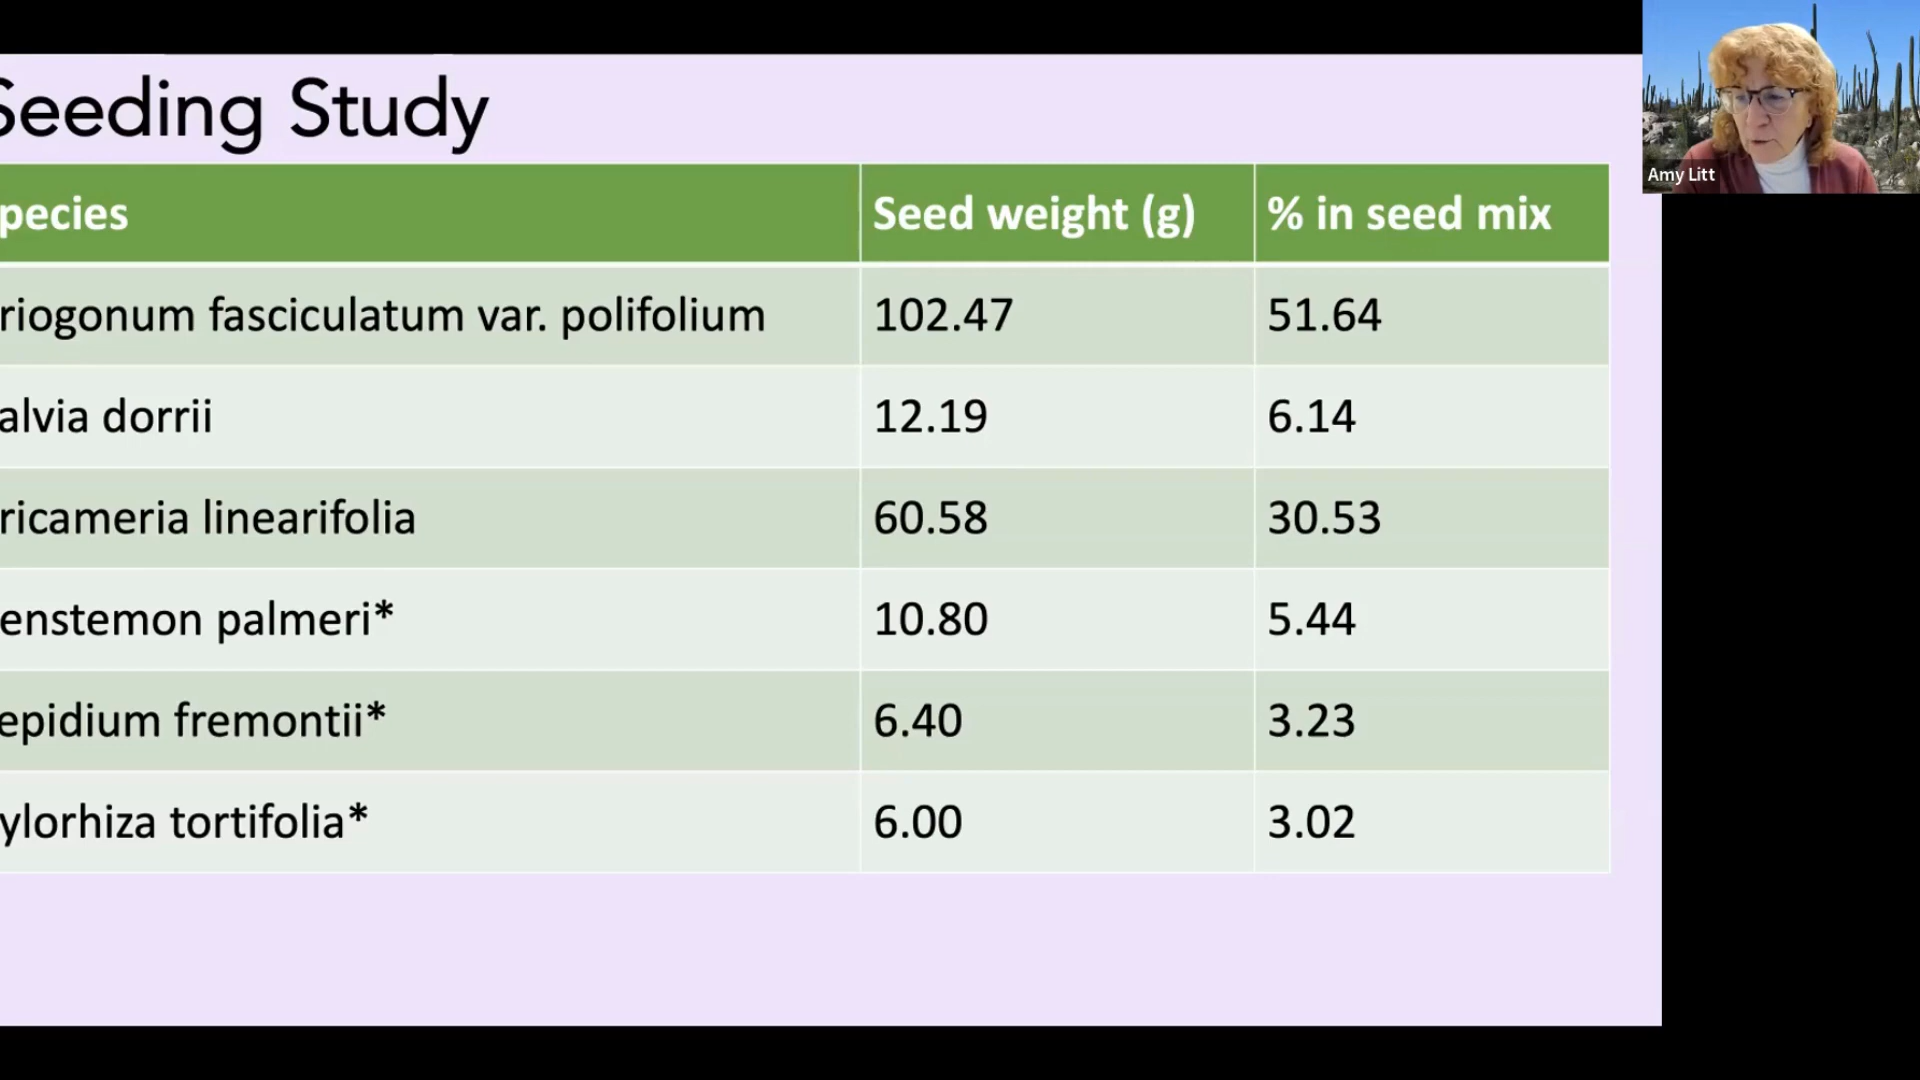 Seeding Study
pecies Seed weight (g) % in seed mix
riogonum fasciculatum var. polifolium 102.47 51.64
alvia dorrii 12.19 6.14
ricameria linearifolia 60.58 30.53
enstemon palmeri* 10.80 5.44
epidium fremontii* 6.40 3.23
ylorhiza tortifolia* 6.00 3.02
Amy Litt